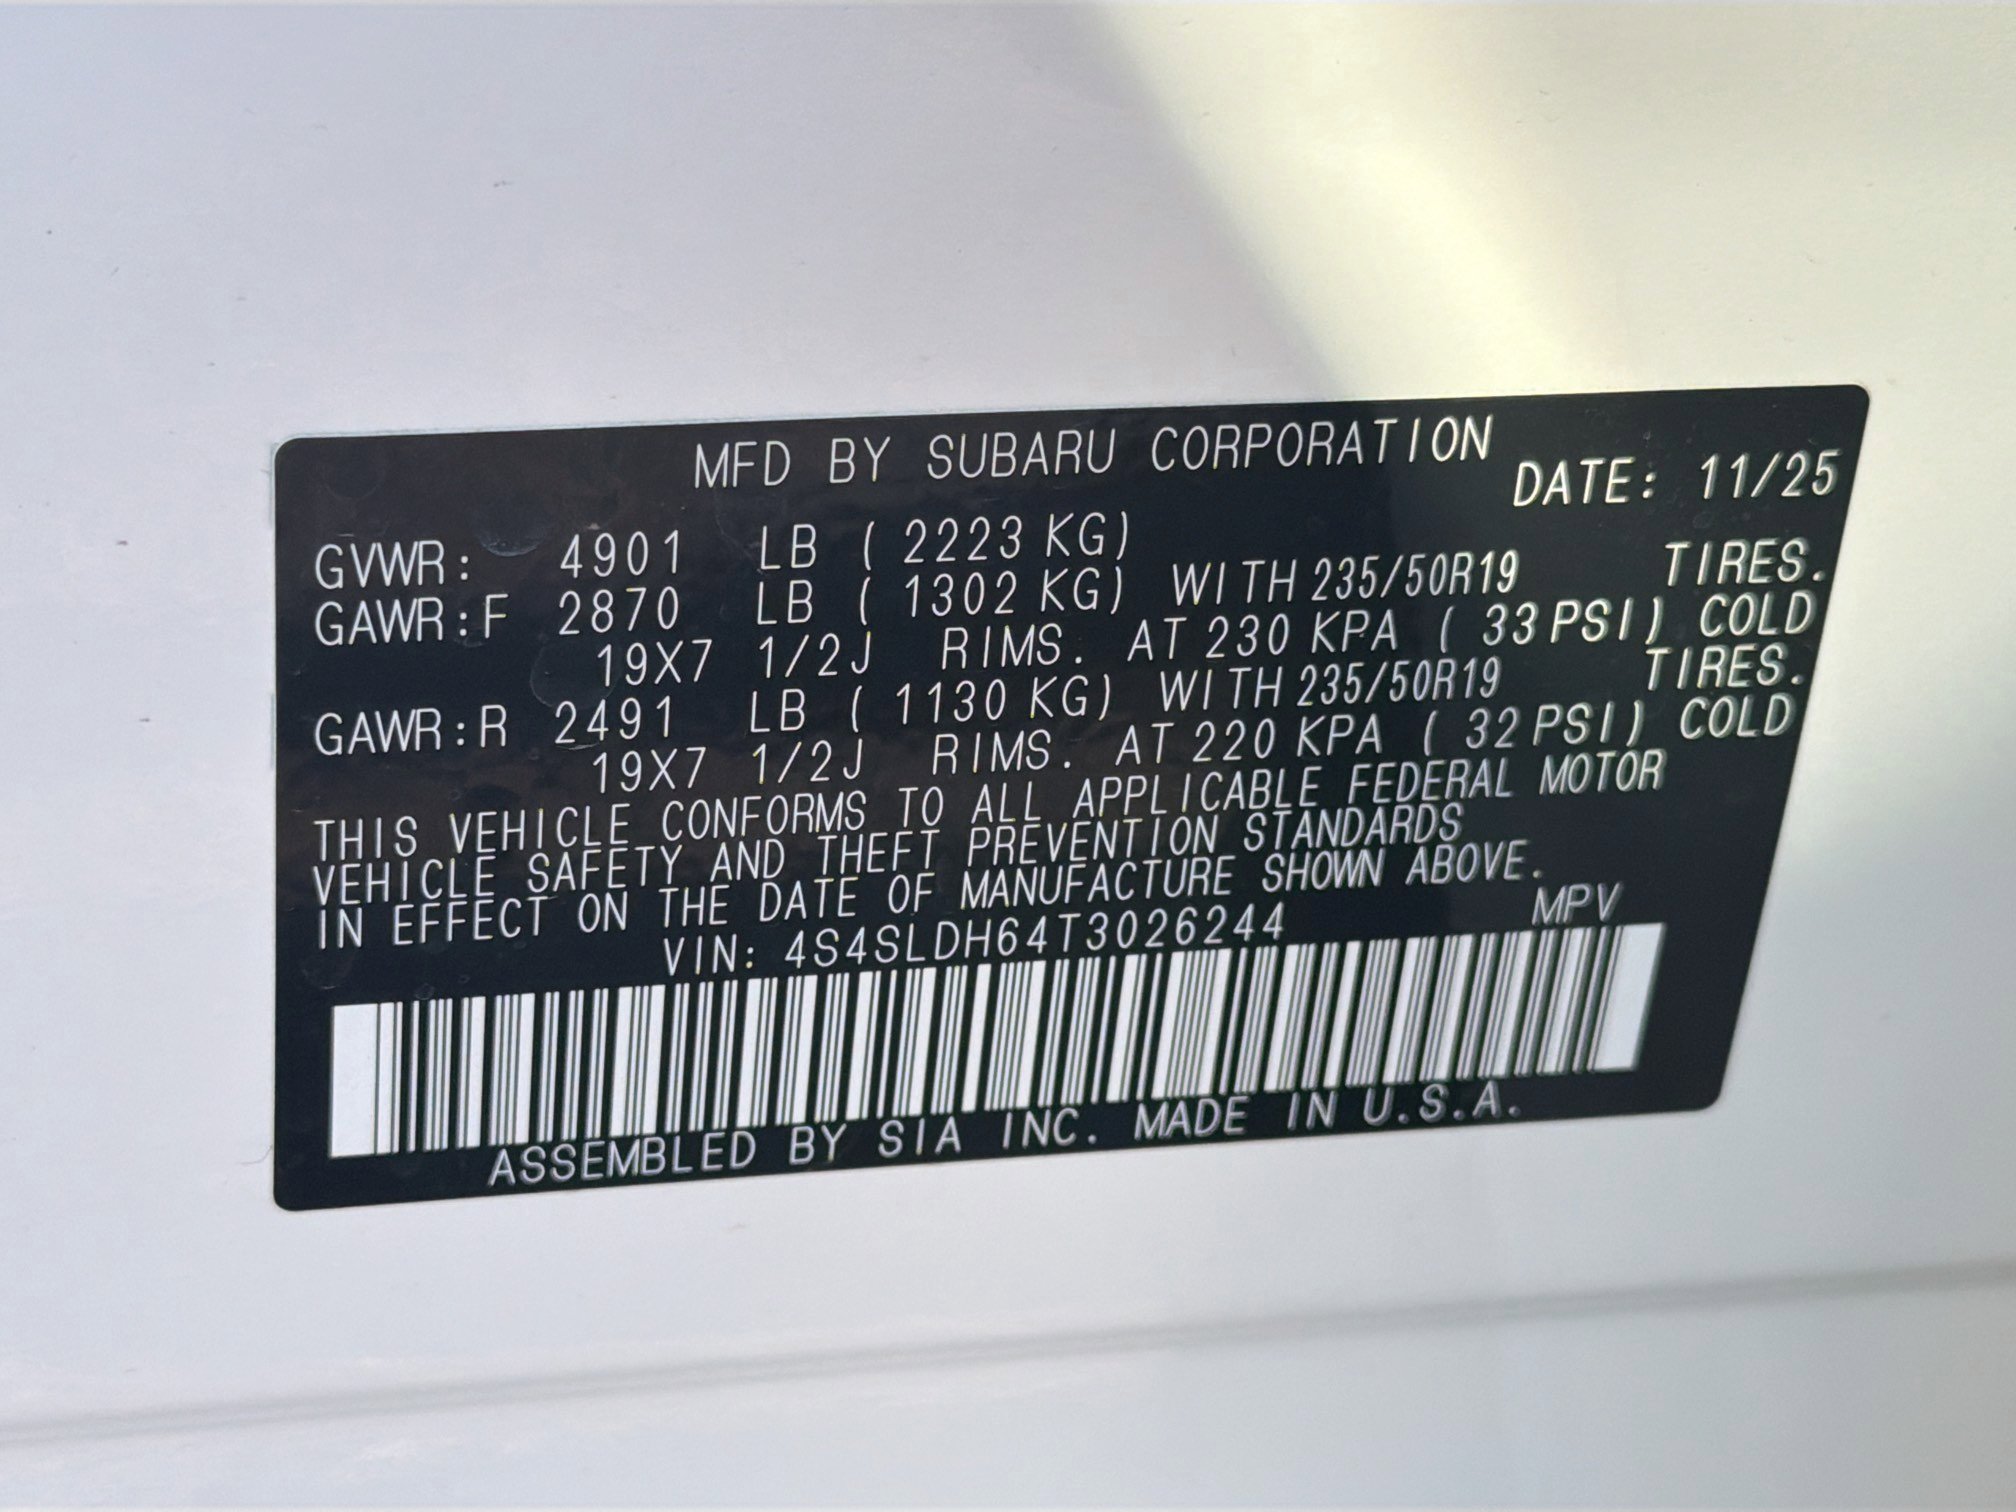 MFD BY SUBARU CORPORATION
DATE: 11/25
GVWR: 4901 LB ( 2223 KG)
GAWR:F 2870 LB ( 1302 KG) WITH 235/50R19 TIRES.
19X7 1/2J RIMS. AT 230 KPA ( 33 PSI) COLD
GAWR:R 2491 LB ( 1130 KG) WITH 235/50R19 TIRES.
19X7 1/2J RIMS. AT 220 KPA ( 32 PSI) COLD
THIS VEHICLE CONFORMS TO ALL APPLICABLE FEDERAL MOTOR
VEHICLE SAFETY AND THEFT PREVENTION STANDARDS
IN EFFECT ON THE DATE OF MANUFACTURE SHOWN ABOVE.
VIN: 4S4SLDH64T3026244 MPV
ASSEMBLED BY SIA INC. MADE IN U.S.A.